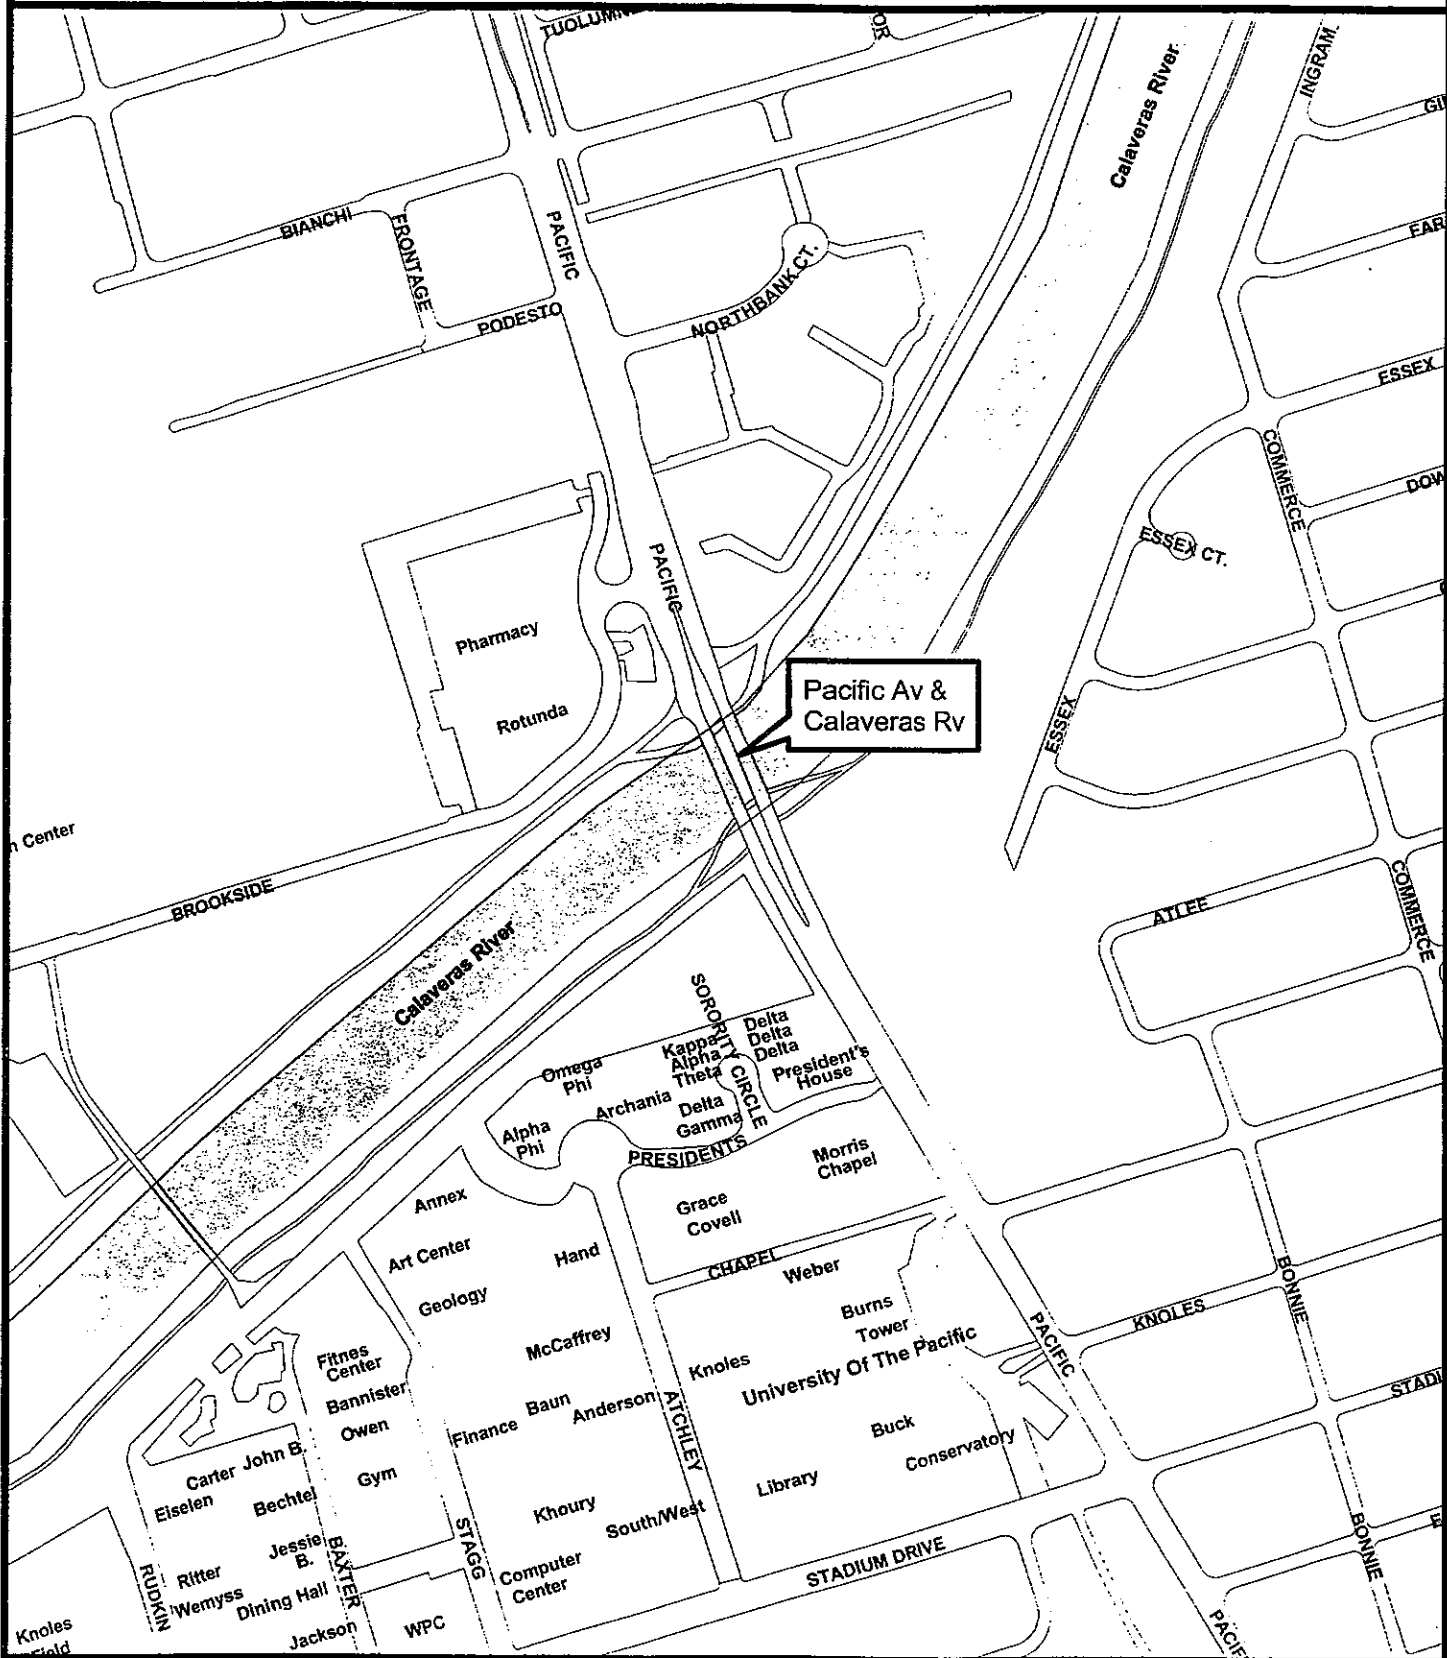 TUOLUMNE
Calaveras River
INGRAM.
BIANCHI
FRONTAGE
PACIFIC
PODESTO
NORTHBANK CT.
ESSEX
COMMERCE
ESSEX CT.
PACIFIC
Pharmacy
Rotunda
Pacific Av &
Calaveras Rv
ESSEX
Center
BROOKSIDE
Calaveras River
ATLEE
COMMERCE
SORORITY CIRCLE
Delta
Delta
Delta
Kappa
Alpha
Theta
Omega
Phi
President's
House
Archania
Delta
Gamma
Alpha
Phi
PRESIDENTS
Morris
Chapel
Annex
Grace
Covell
Art Center
Hand
CHAPEL
Weber
Geology
Burns
Tower
BONNIE
KNOLES
PACIFIC
McCaffrey
Fitnes
Center
Knoles
University Of The Pacific
Bannister
Baun
Anderson
ATCHLEY
Owen
Finance
Buck
Conservatory
Carter
John B.
Gym
Library
Eiselen
Bechtel
Khoury
South/West
STAGG
Jessie
B.
BAXTER
Computer
Center
STADIUM DRIVE
BONNIE
RUDKIN
Ritter
Wemyss
Dining Hall
Jackson
WPC
Knoles
Field